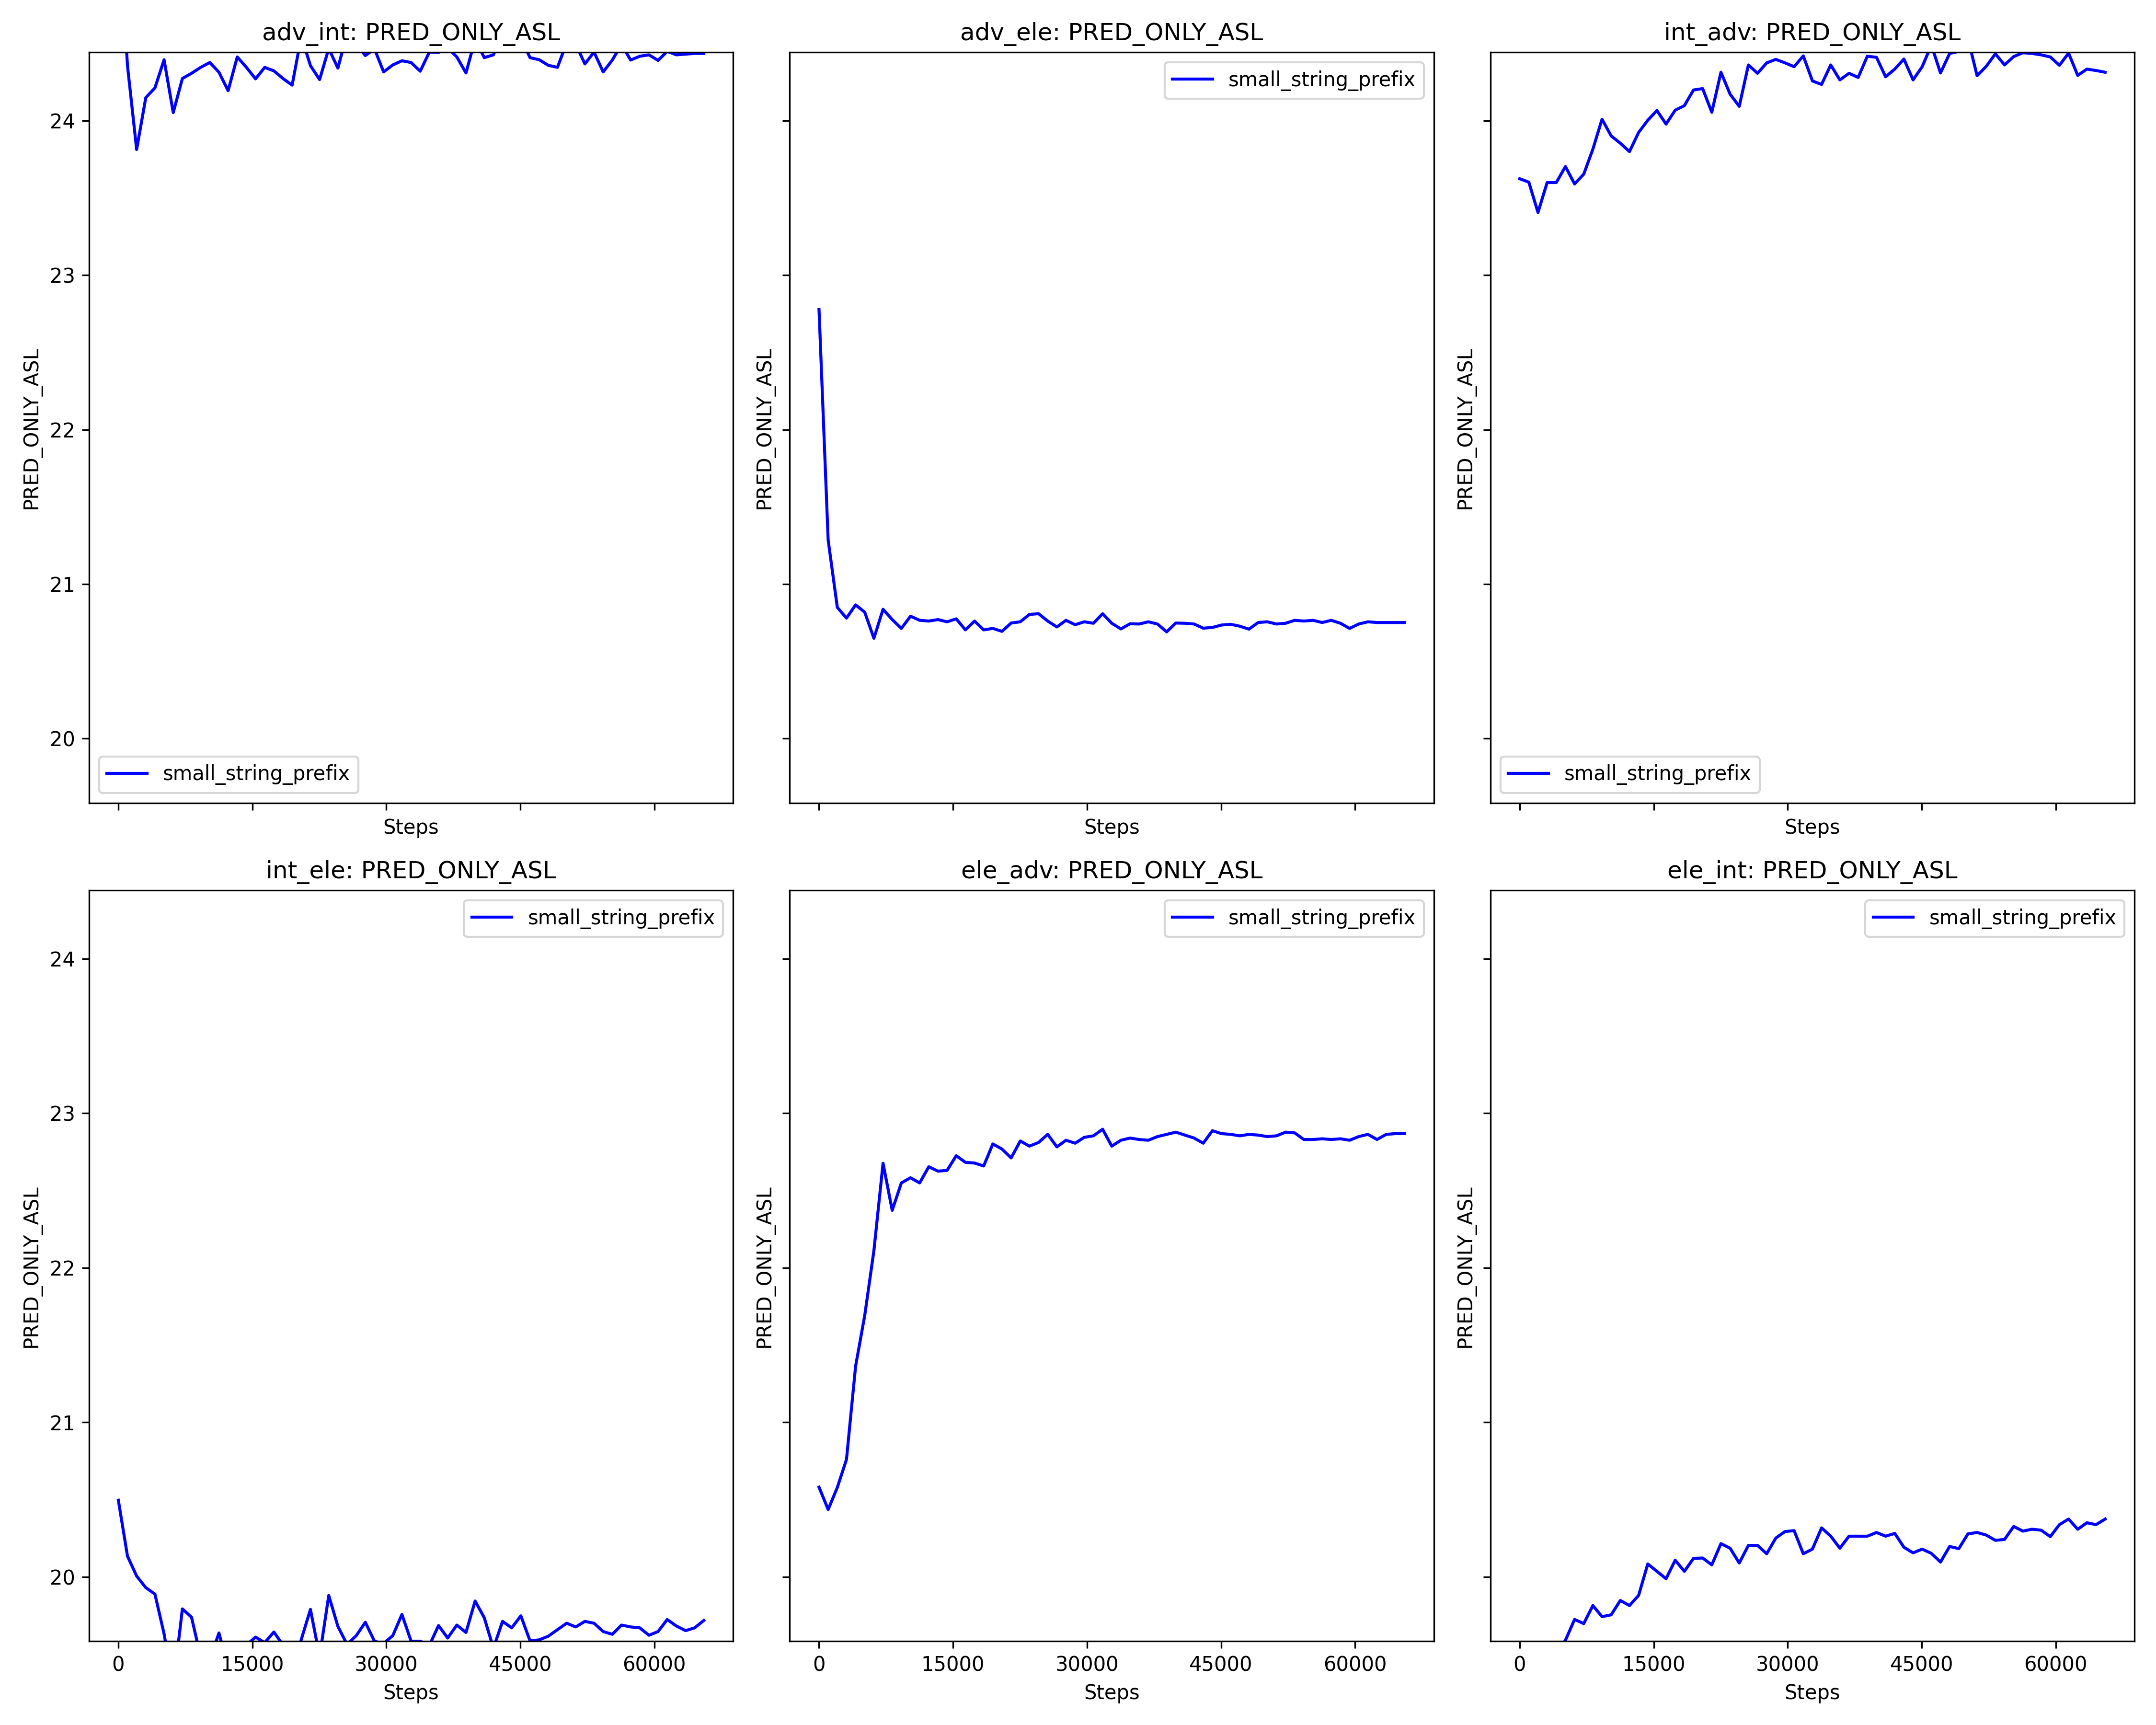 adv_int: PRED_ONLY_ASL
PRED_ONLY_ASL
24
23
22
21
20
small_string_prefix
Steps
adv_ele: PRED_ONLY_ASL
PRED_ONLY_ASL
small_string_prefix
Steps
int_adv: PRED_ONLY_ASL
PRED_ONLY_ASL
small_string_prefix
Steps
int_ele: PRED_ONLY_ASL
PRED_ONLY_ASL
24
23
22
21
20
small_string_prefix
0 15000 30000 45000 60000
Steps
ele_adv: PRED_ONLY_ASL
PRED_ONLY_ASL
small_string_prefix
0 15000 30000 45000 60000
Steps
ele_int: PRED_ONLY_ASL
PRED_ONLY_ASL
small_string_prefix
0 15000 30000 45000 60000
Steps